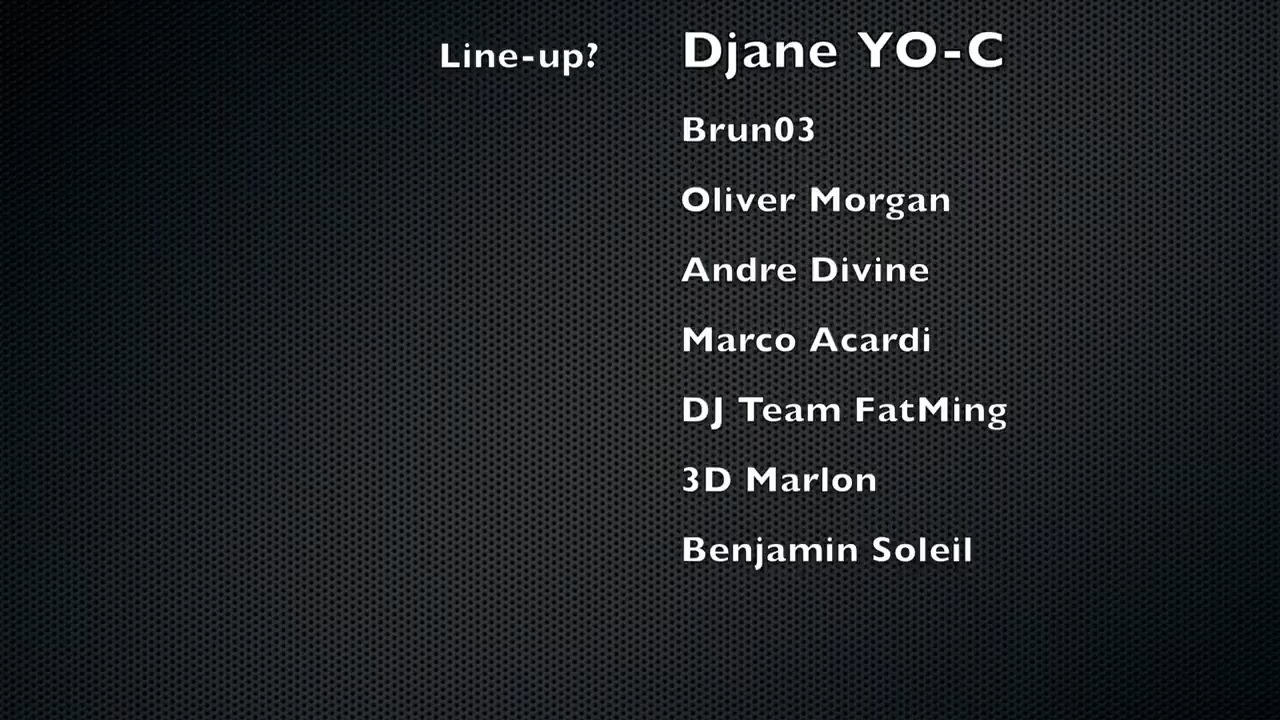 Line-up? Djane YO-C
Brun03
Oliver Morgan
Andre Divine
Marco Acardi
DJ Team FatMing
3D Marlon
Benjamin Soleil